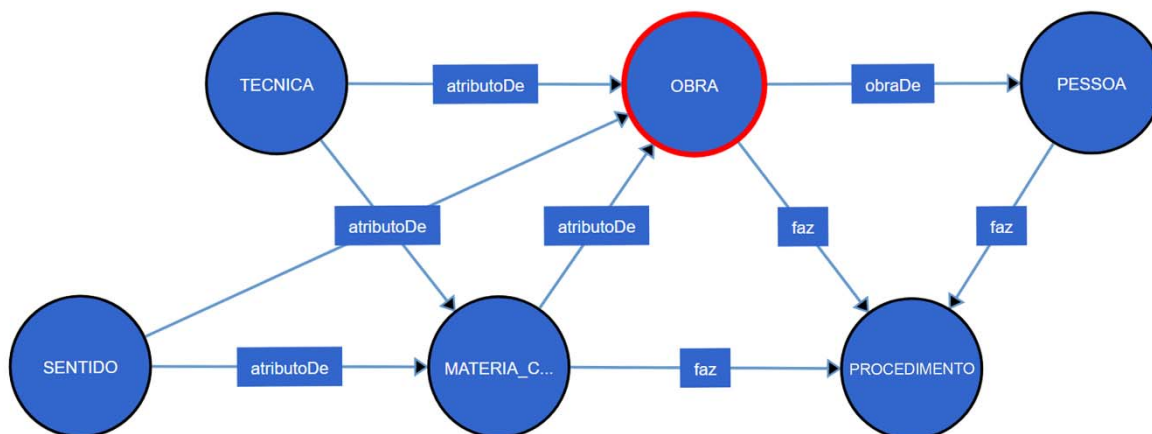 TECNICA
atributoDe
OBRA
obraDe
PESSOA
atributoDe
atributoDe
faz
faz
SENTIDO
atributoDe
MATERIA_C...
faz
PROCEDIMENTO